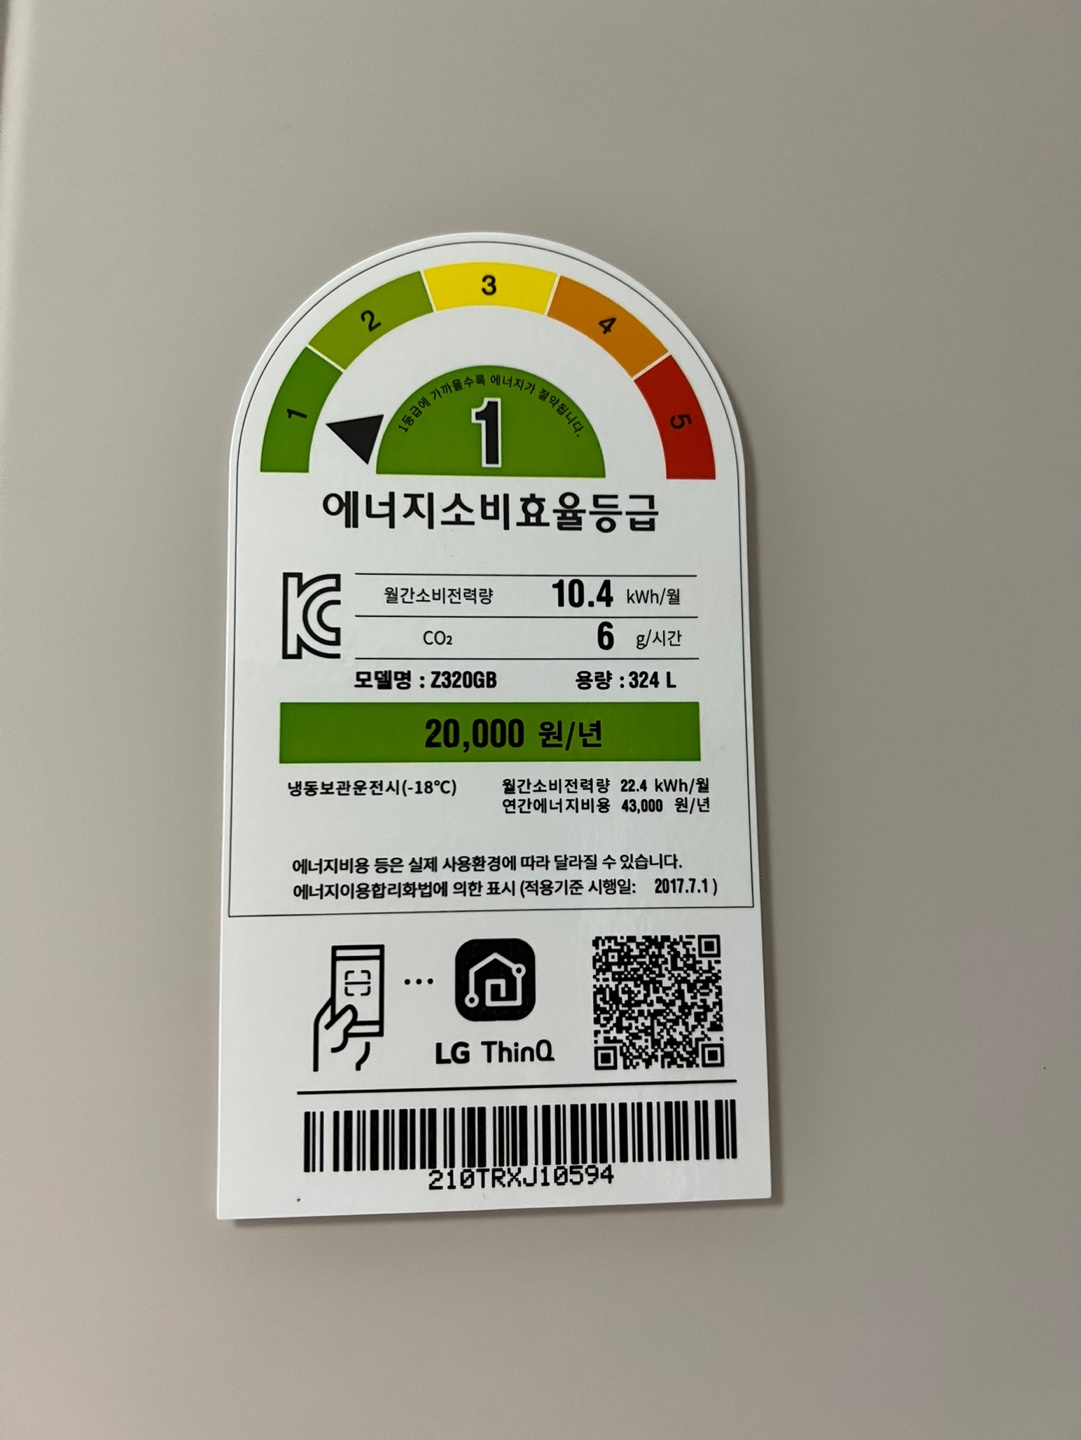 1 2 3 4 5
1등급에 가까울수록 에너지가 절약됩니다.
1
에너지소비효율등급
월간소비전력량 10.4 kWh/월
CO₂ 6 g/시간
모델명 : Z320GB 용량 : 324 L
20,000 원/년
냉동보관운전시(-18℃) 월간소비전력량 22.4 kWh/월
연간에너지비용 43,000 원/년
에너지비용 등은 실제 사용환경에 따라 달라질 수 있습니다.
에너지이용합리화법에 의한 표시 (적용기준 시행일: 2017.7.1 )
LG ThinQ
210TRXJ10594